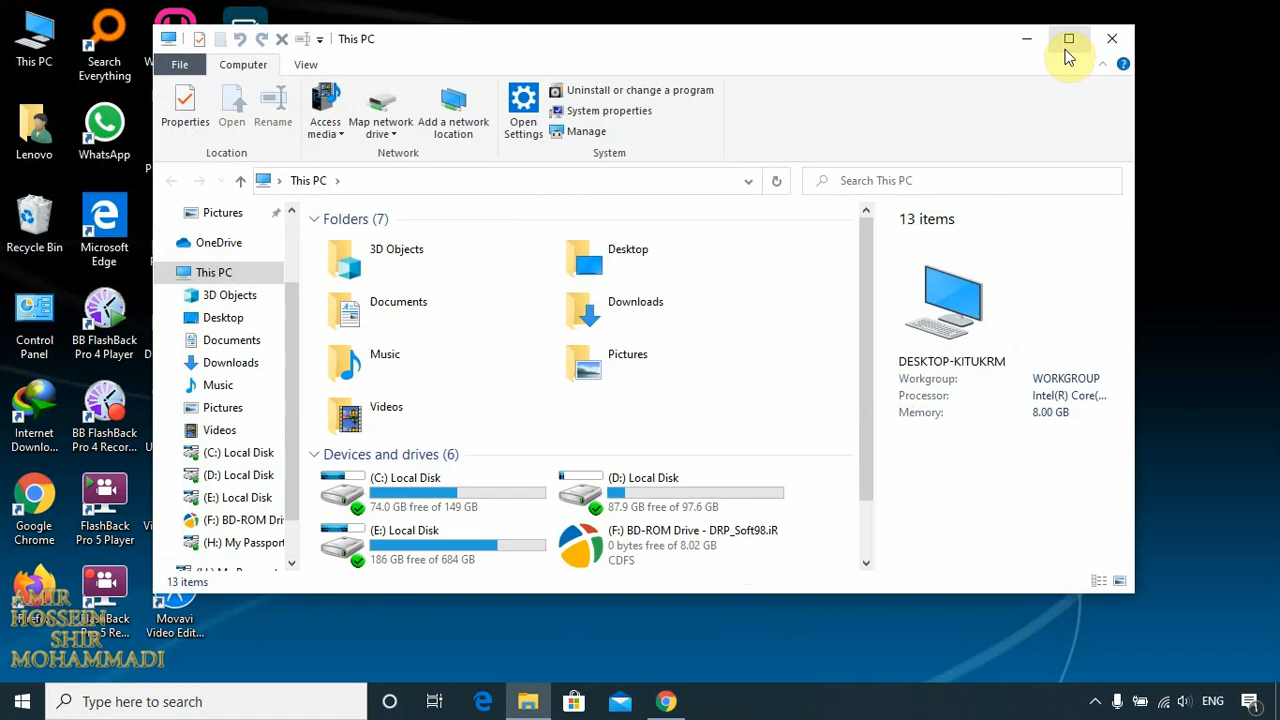 This PC
File
Computer
View
Properties
Open
Rename
Location
Access
media
Map network
drive
Add a network
location
Network
Open
Settings
Uninstall or change a program
System properties
Manage
System
This PC
Search This PC
Pictures
OneDrive
This PC
3D Objects
Desktop
Documents
Downloads
Music
Pictures
Videos
(C:) Local Disk
(D:) Local Disk
(E:) Local Disk
(F:) BD-ROM Dri
(H:) My Passport
Folders (7)
3D Objects
Desktop
Documents
Downloads
Music
Pictures
Videos
Devices and drives (6)
(C:) Local Disk
74.0 GB free of 149 GB
(D:) Local Disk
87.9 GB free of 97.6 GB
(E:) Local Disk
186 GB free of 684 GB
(F:) BD-ROM Drive - DRP_Soft98.iR
0 bytes free of 8.02 GB
CDFS
13 items
DESKTOP-KITUKRM
Workgroup: WORKGROUP
Processor: Intel(R) Core(...
Memory: 8.00 GB
13 items
This PC
Search
Everything
Lenovo
WhatsApp
Recycle Bin
Microsoft
Edge
Control
Panel
BB FlashBack
Pro 4 Player
Internet
Downlo...
BB FlashBack
Pro 4 Recor...
Google
Chrome
FlashBack
Pro 5 Player
Firefox
FlashBack
Pro 5 Re...
Movavi
Video Edit...
AMIR
HOSSEIN
SHIR
MOHAMMADI
Type here to search
ENG
1